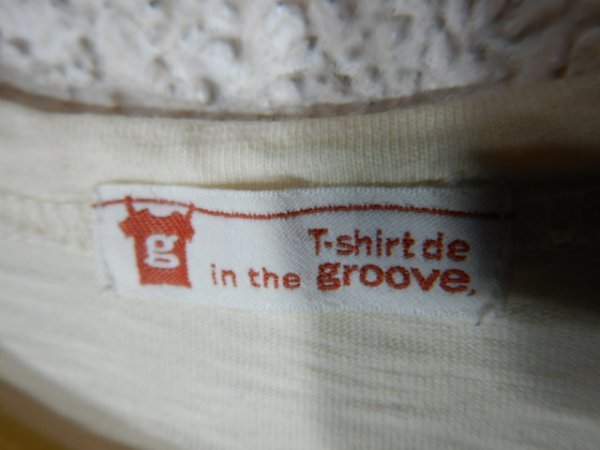 g
T-shirt de
in the groove.